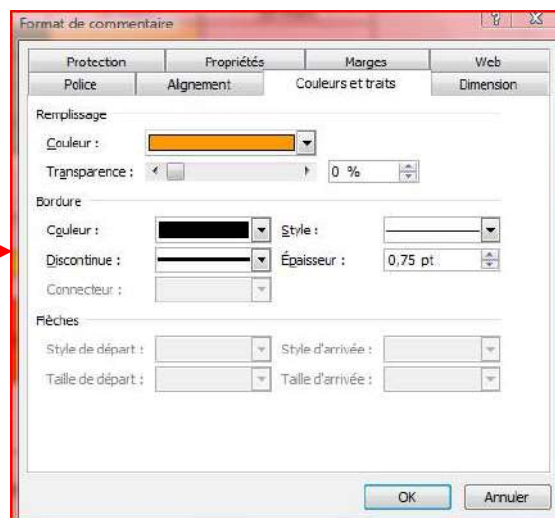 Format de commentaire
Protection Propriétés Marges Web
Police Alignement Couleurs et traits Dimension
Remplissage
Couleur :
Transparence : 0 %
Bordure
Couleur : Style :
Discontinue : Épaisseur : 0,75 pt
Connecteur :
Flèches
Style de départ : Style d'arrivée :
Taille de départ : Taille d'arrivée :
OK Annuler